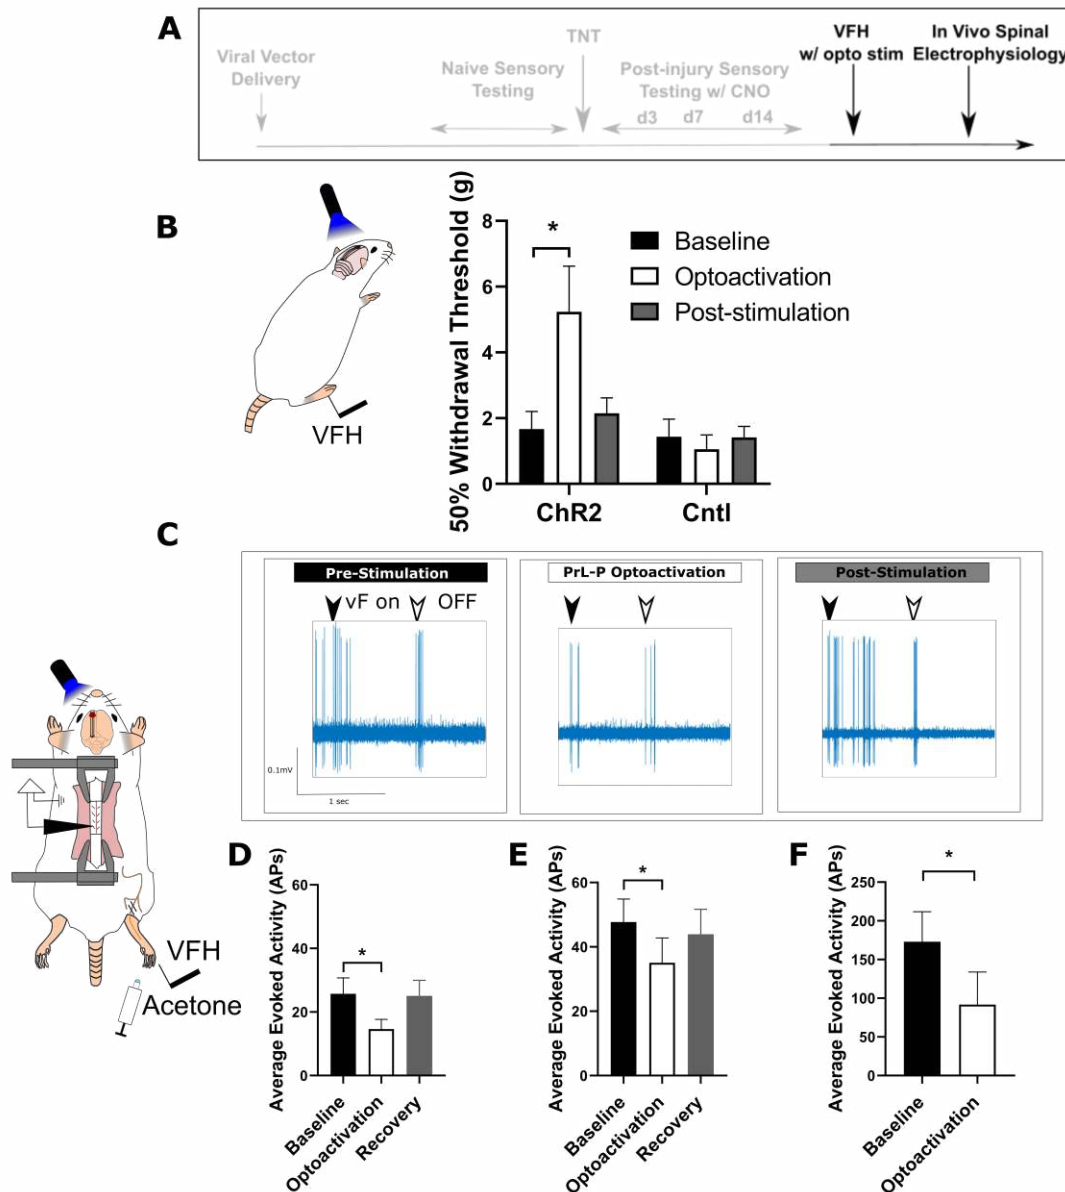 A
Viral Vector
Delivery
Naive Sensory
Testing
TNT
Post-injury Sensory
Testing w/ CNO
d3 d7 d14
VFH
w/ opto stim
In Vivo Spinal
Electrophysiology
B
VFH
50% Withdrawal Threshold (g)
8
6
4
2
0
*
Baseline
Optoactivation
Post-stimulation
ChR2 Cntl
C
Pre-Stimulation
vF on OFF
0.1mV
1 sec
PrL-P Optoactivation
Post-Stimulation
VFH
Acetone
D
Average Evoked Activity (APs)
60
40
20
0
*
Baseline
Optoactivation
Recovery
E
Average Evoked Activity (APs)
60
40
20
0
*
Baseline
Optoactivation
Recovery
F
Average Evoked Activity (APs)
250
200
150
100
50
0
*
Baseline
Optoactivation